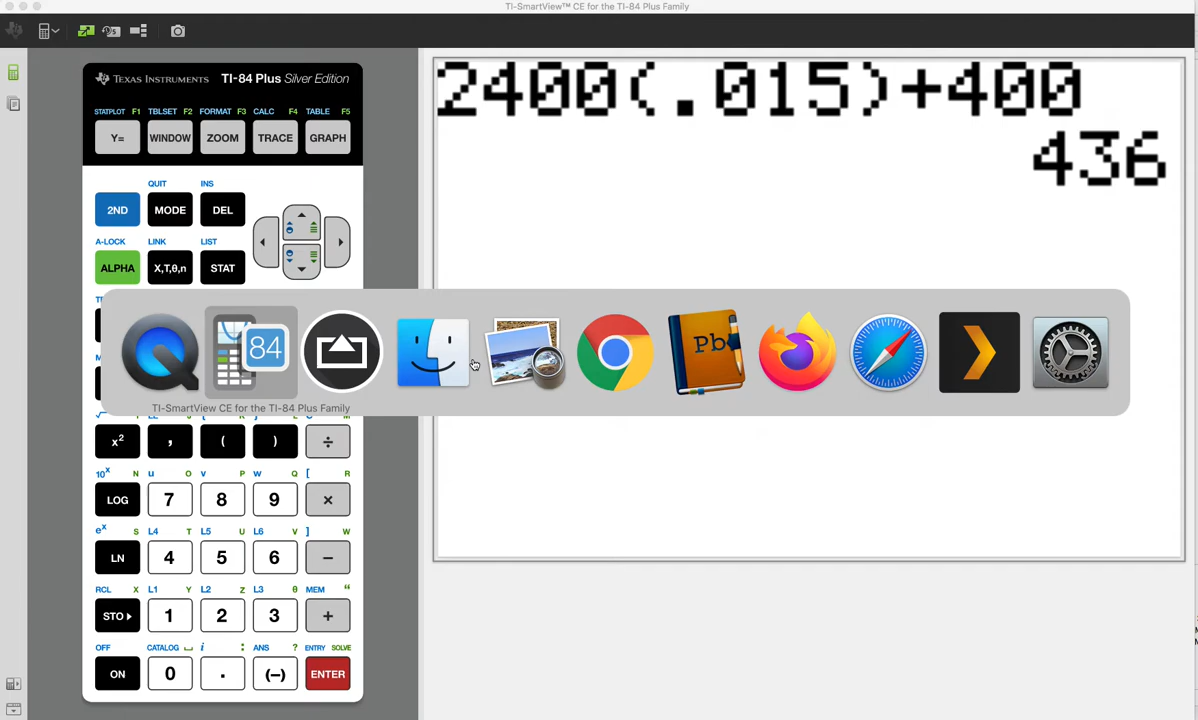 TI-SmartView™ CE for the TI-84 Plus Family
TEXAS INSTRUMENTS TI-84 Plus Silver Edition
STATPLOT F1 TBLSET F2 FORMAT F3 CALC F4 TABLE F5
Y= WINDOW ZOOM TRACE GRAPH
2400(.015)+400
436
QUIT INS
2ND MODE DEL
A-LOCK LINK LIST
ALPHA X,T,θ,n STAT
84
Pb
TI-SmartView CE for the TI-84 Plus Family
x² , ( ) ÷
10ˣ N u O v P w Q [ R
LOG 7 8 9 ×
eˣ S L4 T L5 U L6 V ] W
LN 4 5 6 −
RCL X L1 Y L2 Z L3 θ MEM “
STO▸ 1 2 3 +
OFF CATALOG ⎵ i : ANS ? ENTRY SOLVE
ON 0 . (−) ENTER